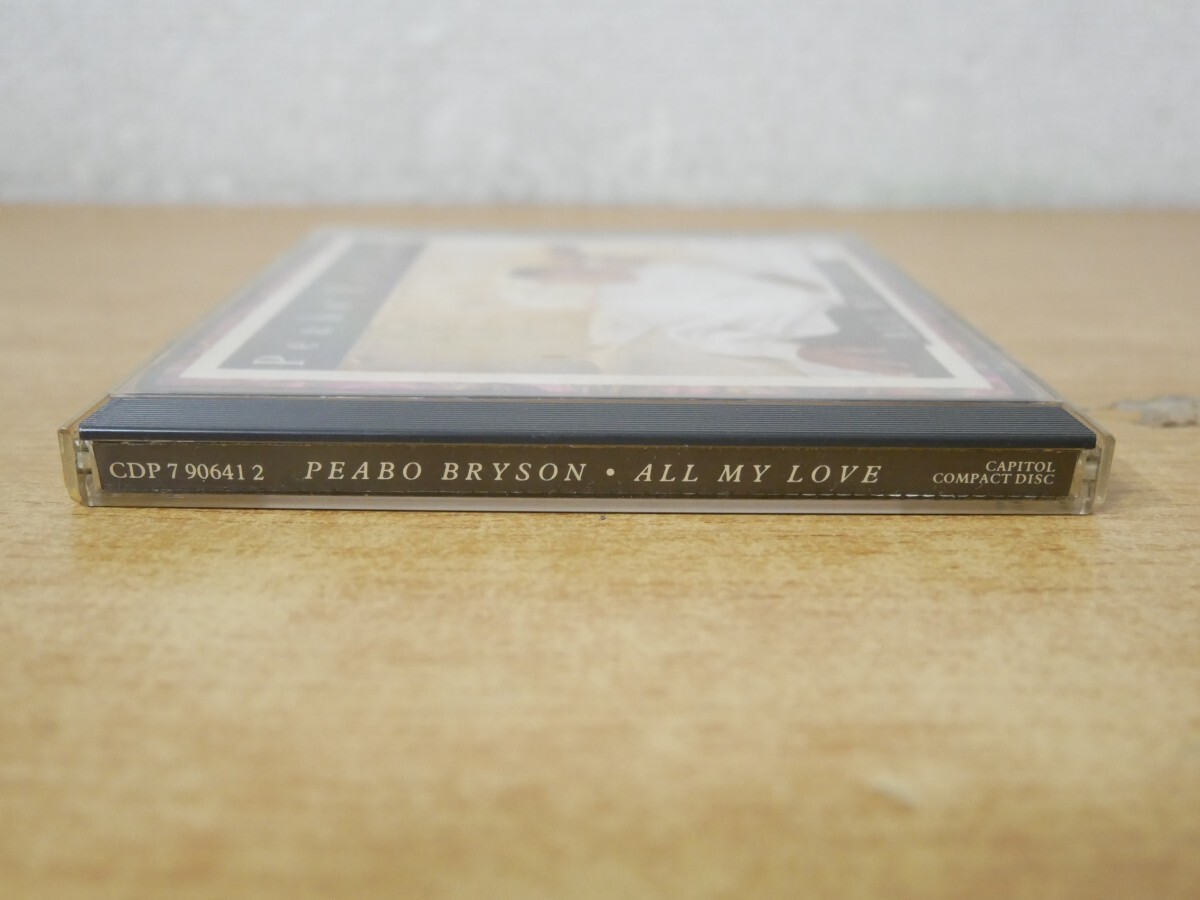 CDP 7 90641 2 PEABO BRYSON • ALL MY LOVE CAPITOL
COMPACT DISC